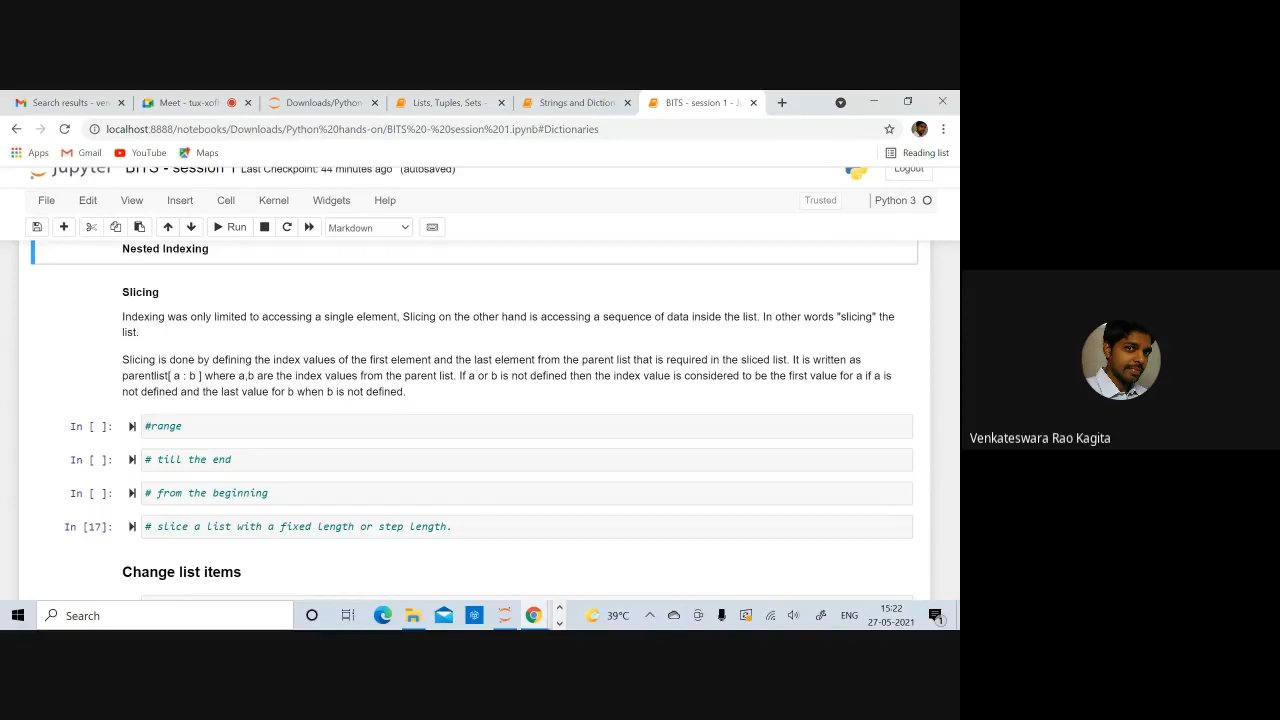 Search results - ven
Meet - tux-xoft
Downloads/Python
Lists, Tuples, Sets -
Strings and Diction
BITS - session 1 - Ju
localhost:8888/notebooks/Downloads/Python%20hands-on/BITS%20-%20session%201.ipynb#Dictionaries
Apps
Gmail
YouTube
Maps
Reading list
jupyter BITS - session 1 Last Checkpoint: 44 minutes ago (autosaved)
Logout
File Edit View Insert Cell Kernel Widgets Help
Trusted
Python 3
Run
Markdown
Nested Indexing
Slicing
Indexing was only limited to accessing a single element, Slicing on the other hand is accessing a sequence of data inside the list. In other words "slicing" the
list.
Slicing is done by defining the index values of the first element and the last element from the parent list that is required in the sliced list. It is written as
parentlist[ a : b ] where a,b are the index values from the parent list. If a or b is not defined then the index value is considered to be the first value for a if a is
not defined and the last value for b when b is not defined.
In [ ]: #range
In [ ]: # till the end
In [ ]: # from the beginning
In [17]: # slice a list with a fixed length or step length.
Change list items
Venkateswara Rao Kagita
Search
39°C
ENG
15:22
27-05-2021
1